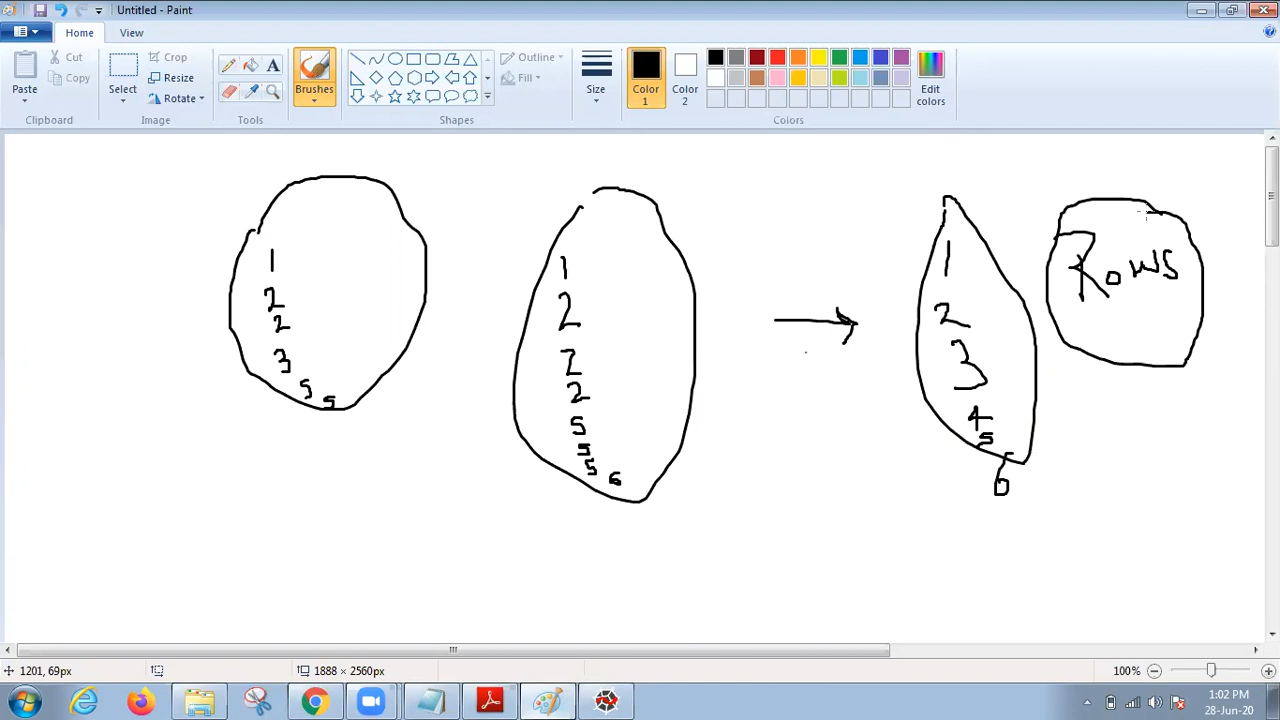 Untitled - Paint
Home
View
Paste
Cut
Copy
Clipboard
Select
Crop
Resize
Rotate
Image
Tools
Brushes
Shapes
Outline
Fill
Size
Color 1
Color 2
Edit colors
Colors
1
2
2
3
5
5
1
2
2
2
5
5
5
6
1
2
3
4
5
6
Rows
1201, 69px
1888 × 2560px
100%
1:02 PM
28-Jun-20